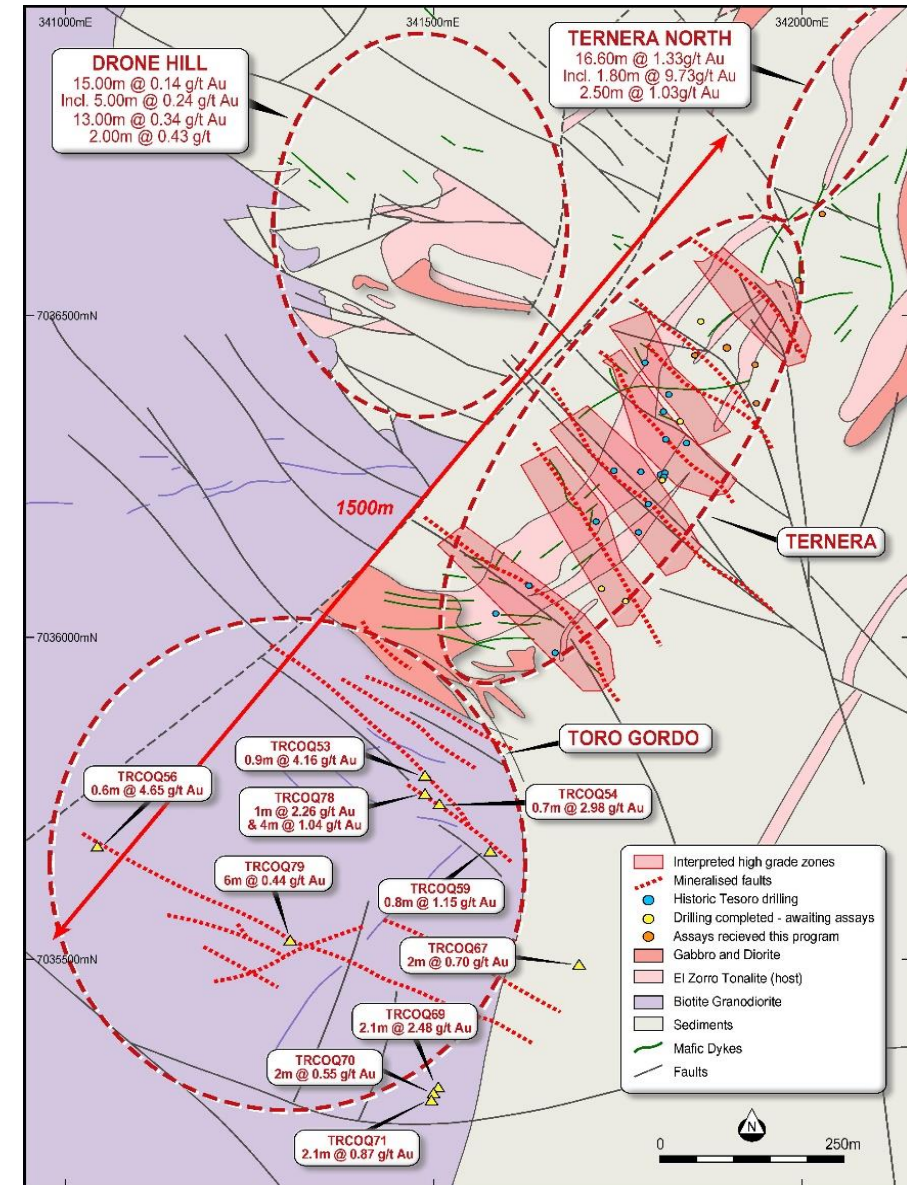 341000mE
341500mE
342000mE
DRONE HILL
15.00m @ 0.14 g/t Au
Incl. 5.00m @ 0.24 g/t Au
13.00m @ 0.34 g/t Au
2.00m @ 0.43 g/t
TERNERA NORTH
16.60m @ 1.33g/t Au
Incl. 1.80m @ 9.73g/t Au
2.50m @ 1.03g/t Au
7036500mN
1500m
TERNERA
7036000mN
TORO GORDO
TRCOQ53
0.9m @ 4.16 g/t Au
TRCOQ56
0.6m @ 4.65 g/t Au
TRCOQ78
1m @ 2.26 g/t Au
& 4m @ 1.04 g/t Au
TRCOQ54
0.7m @ 2.98 g/t Au
TRCOQ79
6m @ 0.44 g/t Au
TRCOQ59
0.8m @ 1.15 g/t Au
TRCOQ67
2m @ 0.70 g/t Au
7035500mN
TRCOQ69
2.1m @ 2.48 g/t Au
TRCOQ70
2m @ 0.55 g/t Au
TRCOQ71
2.1m @ 0.87 g/t Au
Interpreted high grade zones
Mineralised faults
Historic Tesoro drilling
Drilling completed - awaiting assays
Assays recieved this program
Gabbro and Diorite
El Zorro Tonalite (host)
Biotite Granodiorite
Sediments
Mafic Dykes
Faults
N
0
250m